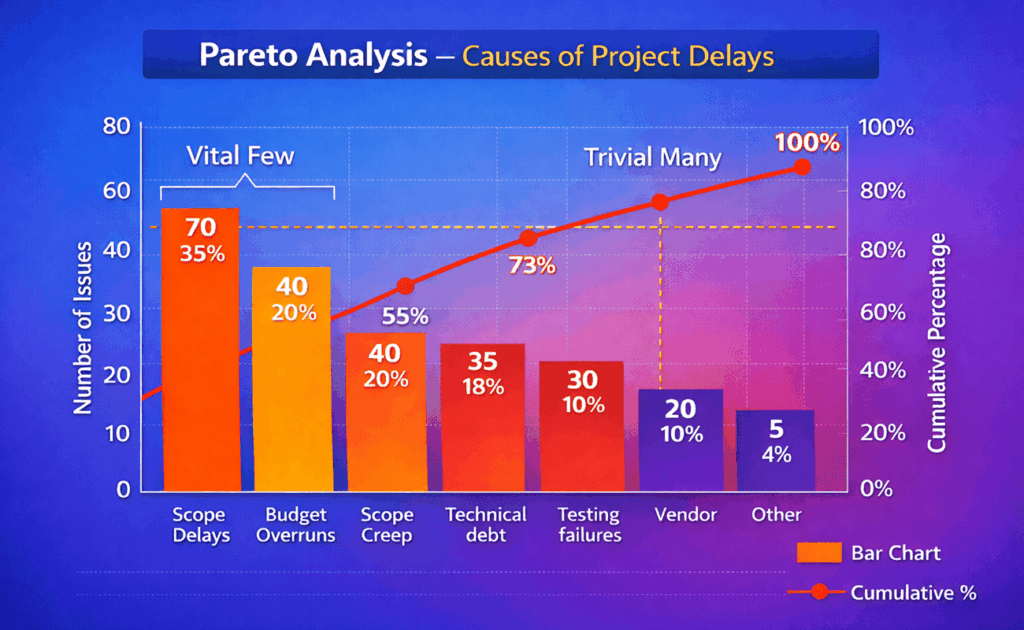 Pareto Analysis – Causes of Project Delays
Vital Few
Trivial Many
Number of Issues
80
60
40
30
20
10
0
100%
80%
80%
60%
40%
20%
0%
Cumulative Percentage
70
35%
40
20%
40
20%
35
18%
30
10%
20
10%
5
4%
55%
73%
100%
Scope
Delays
Budget
Overruns
Scope
Creep
Technical
debt
Testing
failures
Vendor
Other
Bar Chart
Cumulative %